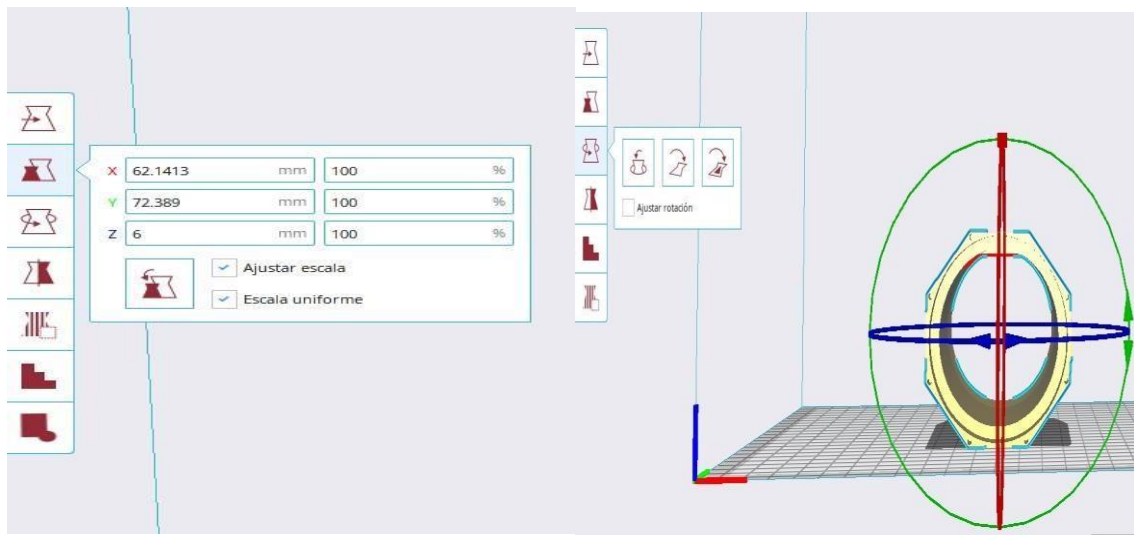 X 62.1413 mm 100 %
Y 72.389 mm 100 %
Z 6 mm 100 %
Ajustar escala
Escala uniforme
Ajustar rotación